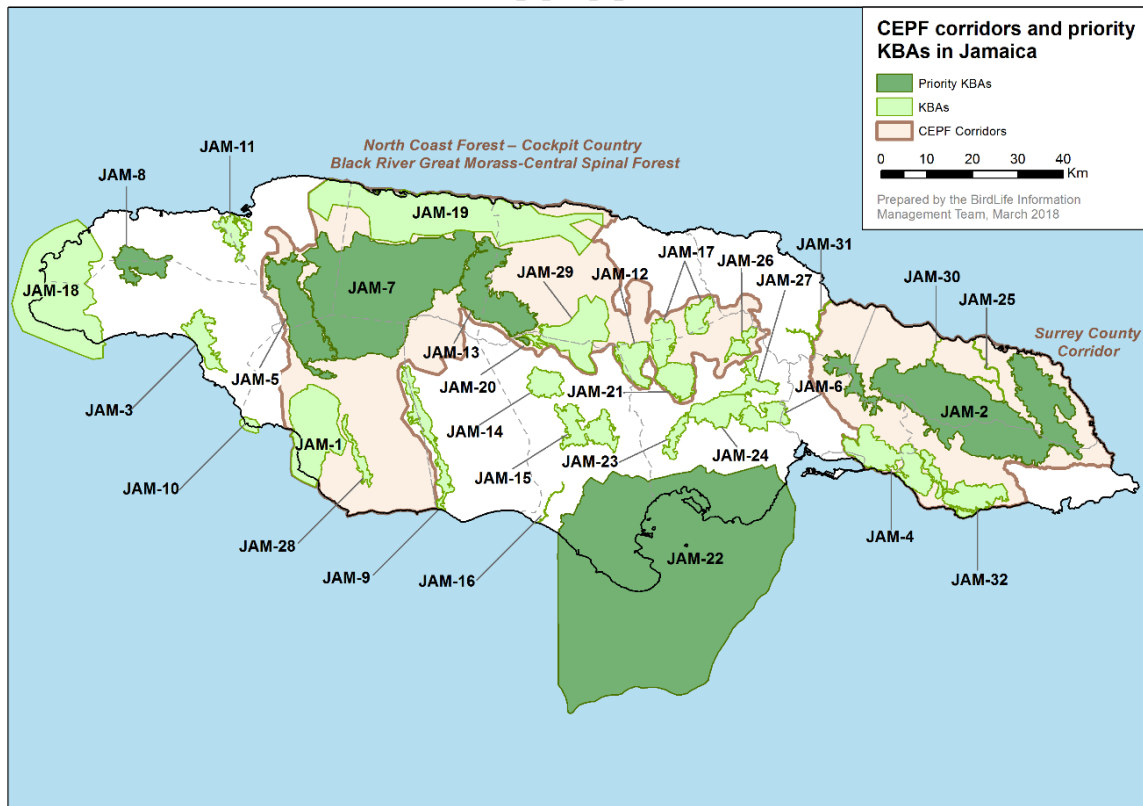 CEPF corridors and priority
KBAs in Jamaica
Priority KBAs
KBAs
CEPF Corridors
0 10 20 30 40
Km
Prepared by the BirdLife Information
Management Team, March 2018
North Coast Forest – Cockpit Country
Black River Great Morass-Central Spinal Forest
Surrey County
Corridor
JAM-11
JAM-8
JAM-19
JAM-18
JAM-7
JAM-29
JAM-12
JAM-17
JAM-26
JAM-27
JAM-31
JAM-30
JAM-25
JAM-13
JAM-20
JAM-5
JAM-3
JAM-21
JAM-6
JAM-2
JAM-14
JAM-1
JAM-15
JAM-23
JAM-24
JAM-10
JAM-28
JAM-9
JAM-16
JAM-22
JAM-4
JAM-32